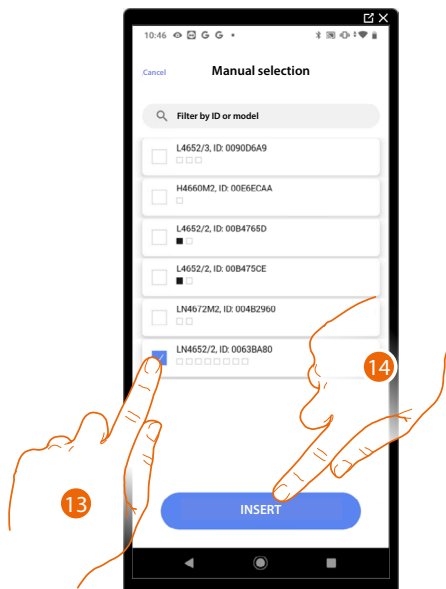 10:46 G G
Cancel
Manual selection
Filter by ID or model
L4652/3, ID: 0090D6A9
H4660M2, ID: 00E6ECAA
L4652/2, ID: 00B4765D
L4652/2, ID: 00B475CE
LN4672M2, ID: 004B2960
LN4652/2, ID: 0063BA80
14
13
INSERT